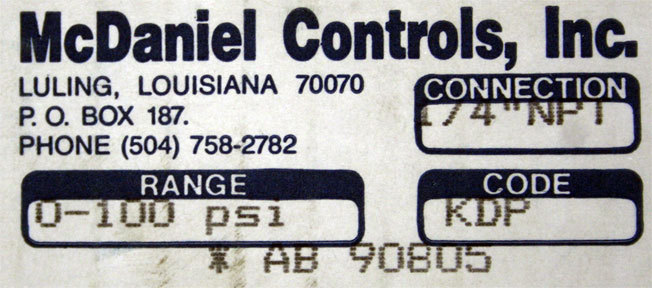 McDaniel Controls, Inc.
LULING, LOUISIANA 70070
P. O. BOX 187.
PHONE (504) 758-2782
CONNECTION
1/4"NPT
RANGE
0-100 psi
CODE
KDP
* AB 90805